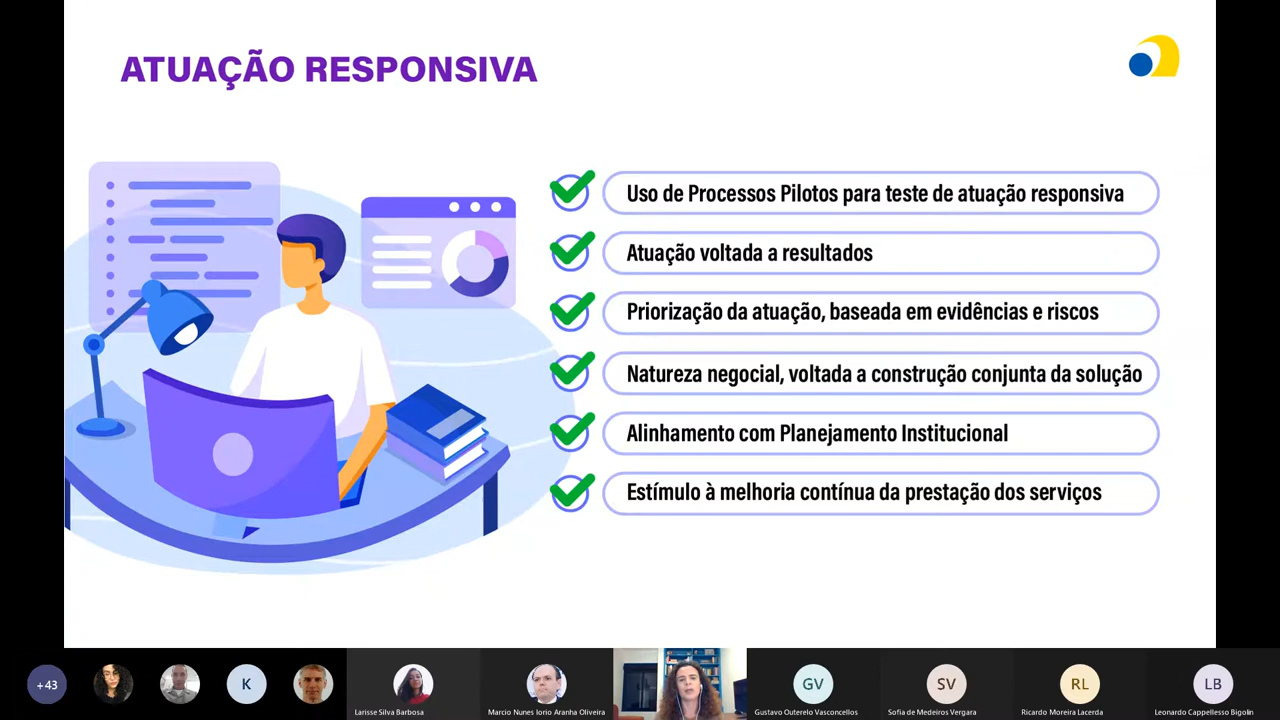 ATUAÇÃO RESPONSIVA
Uso de Processos Pilotos para teste de atuação responsiva
Atuação voltada a resultados
Priorização da atuação, baseada em evidências e riscos
Natureza negocial, voltada a construção conjunta da solução
Alinhamento com Planejamento Institucional
Estímulo à melhoria contínua da prestação dos serviços
+43
K
GV
SV
RL
LB
Larisse Silva Barbosa
Marcio Nunes Iorio Aranha Oliveira
Gustavo Outerelo Vasconcellos
Sofia de Medeiros Vergara
Ricardo Moreira Lacerda
Leonardo Cappellesso Bigolin